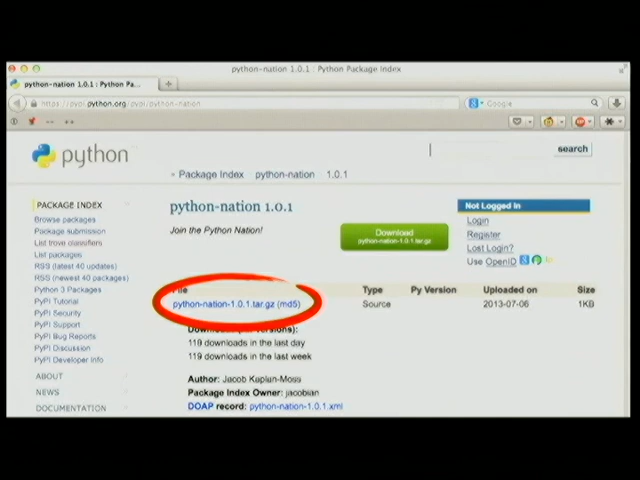 python-nation 1.0.1 : Python Package Index
python-nation 1.0.1 : Python Pa...
https://pypi.python.org/pypi/python-nation
Google
python
search
» Package Index python-nation 1.0.1
PACKAGE INDEX
Browse packages
Package submission
List trove classifiers
List packages
RSS (latest 40 updates)
RSS (newest 40 packages)
Python 3 Packages
PyPI Tutorial
PyPI Security
PyPI Support
PyPI Bug Reports
PyPI Discussion
PyPI Developer Info
ABOUT
NEWS
DOCUMENTATION
python-nation 1.0.1
Join the Python Nation!
Download
python-nation-1.0.1.tar.gz
Not Logged In
Login
Register
Lost Login?
Use OpenID
File Type Py Version Uploaded on Size
python-nation-1.0.1.tar.gz (md5) Source 2013-07-06 1KB
Downloads (All Versions):
119 downloads in the last day
119 downloads in the last week
Author: Jacob Kaplan-Moss
Package Index Owner: jacobian
DOAP record: python-nation-1.0.1.xml